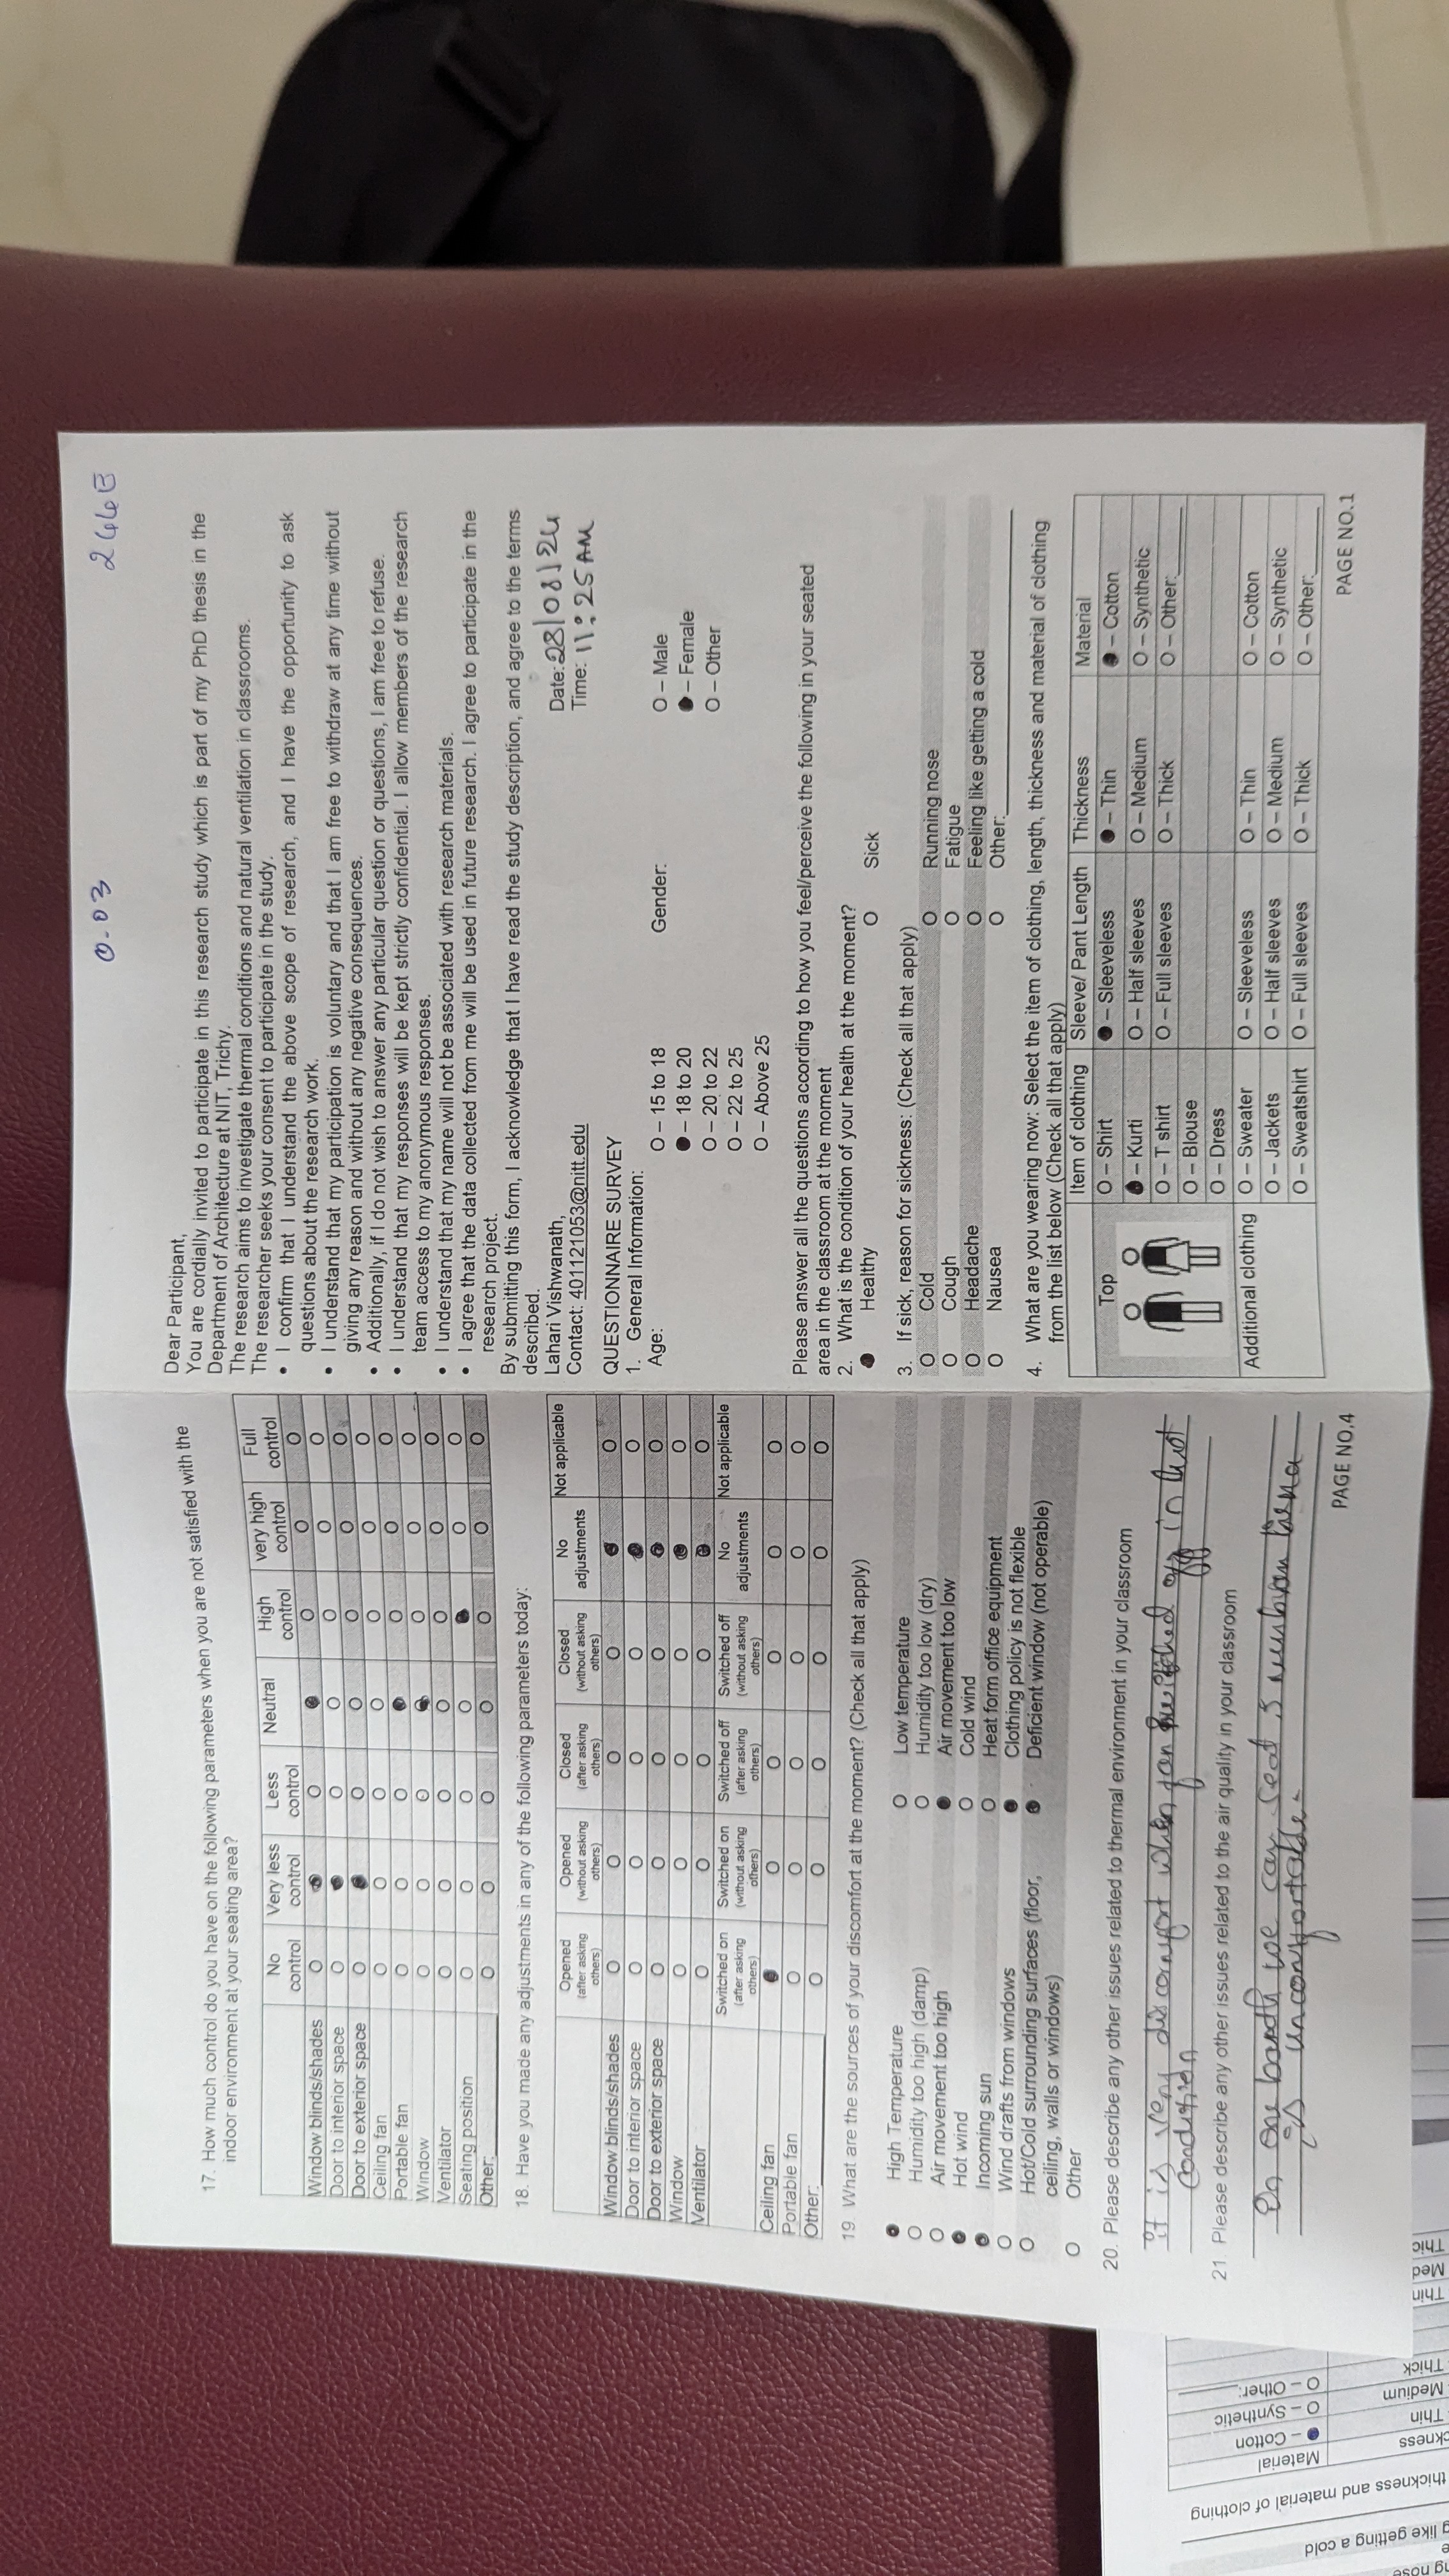 17. How much control do you have on the following parameters when you are not satisfied with the
indoor environment at your seating area?
No control Very less control Less control Neutral High control very high control Full control
Window blinds/shades O O O O O
Door to interior space O O O O O O
Door to exterior space O O O O O O
Ceiling fan O O O O O O O
Portable fan O O O O O O
Window O O O O O O
Ventilator O O O O O O O
Seating position O O O O O O
Other: O O O O O O O
18. Have you made any adjustments in any of the following parameters today:
Opened (after asking others) Opened (without asking others) Closed (after asking others) Closed (without asking others) No adjustments Not applicable
Window blinds/shades O O O O O
Door to interior space O O O O O
Door to exterior space O O O O O
Window O O O O O
Ventilator O O O O O
Switched on (after asking others) Switched on (without asking others) Switched off (after asking others) Switched off (without asking others) No adjustments Not applicable
Ceiling fan O O O O O
Portable fan O O O O O O
Other: O O O O O O
19. What are the sources of your discomfort at the moment? (Check all that apply)
● High Temperature O Low temperature
O Humidity too high (damp) O Humidity too low (dry)
O Air movement too high ● Air movement too low
● Hot wind O Cold wind
● Incoming sun O Heat form office equipment
O Wind drafts from windows ● Clothing policy is not flexible
O Hot/Cold surrounding surfaces (floor, ● Deficient window (not operable)
ceiling, walls or windows)
O Other
20. Please describe any other issues related to thermal environment in your classroom
It is very discomfort when fan switched off in hot
condition
21. Please describe any other issues related to the air quality in your classroom
On one we seat 5 members
is uncomfortable.
PAGE NO.4
0.03 244B
Dear Participant,
You are cordially invited to participate in this research study which is part of my PhD thesis in the
Department of Architecture at NIT, Trichy.
The research aims to investigate thermal conditions and natural ventilation in classrooms.
The researcher seeks your consent to participate in the study.
• I confirm that I understand the above scope of research, and I have the opportunity to ask
questions about the research work.
• I understand that my participation is voluntary and that I am free to withdraw at any time without
giving any reason and without any negative consequences.
• Additionally, if I do not wish to answer any particular question or questions, I am free to refuse.
• I understand that my responses will be kept strictly confidential. I allow members of the research
team access to my anonymous responses.
• I understand that my name will not be associated with research materials.
• I agree that the data collected from me will be used in future research. I agree to participate in the
research project.
By submitting this form, I acknowledge that I have read the study description, and agree to the terms
described.
Lahari Vishwanath, Date: 28/08/24
Contact: 401121053@nitt.edu Time: 11:25 AM
QUESTIONNAIRE SURVEY
1. General Information:
Age: O – 15 to 18 Gender: O – Male
● – 18 to 20 ● – Female
O – 20 to 22 O – Other
O – 22 to 25
O – Above 25
Please answer all the questions according to how you feel/perceive the following in your seated
area in the classroom at the moment
2. What is the condition of your health at the moment?
● Healthy O Sick
3. If sick, reason for sickness: (Check all that apply)
O Cold O Running nose
O Cough O Fatigue
O Headache O Feeling like getting a cold
O Nausea O Other:
4. What are you wearing now: Select the item of clothing, length, thickness and material of clothing
from the list below (Check all that apply)
Item of clothing Sleeve/ Pant Length Thickness Material
Top O – Shirt ● – Sleeveless ● – Thin ● – Cotton
● – Kurti O – Half sleeves O – Medium O – Synthetic
O – T shirt O – Full sleeves O – Thick O – Other:
O – Blouse
O – Dress
Additional clothing O – Sweater O – Sleeveless O – Thin O – Cotton
O – Jackets O – Half sleeves O – Medium O – Synthetic
O – Sweatshirt O – Full sleeves O – Thick O – Other:
PAGE NO.1
like getting a cold
thickness and material of clothing
Material
● – Cotton
O – Synthetic
O – Other:
Thin
Medium
Thick